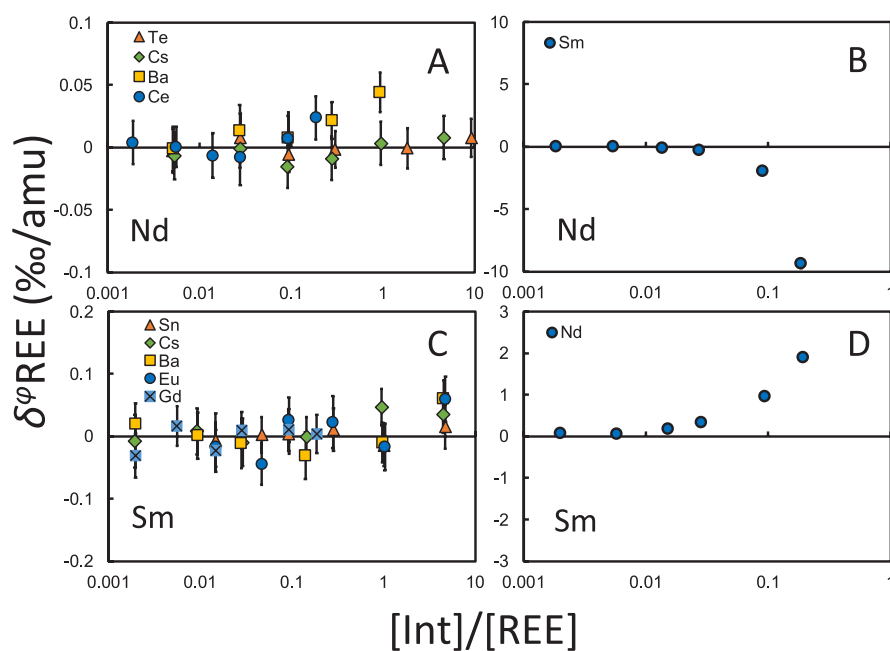 δᵠREE (‰/amu)
0.1
0.05
0
-0.05
-0.1
Te
Cs
Ba
Ce
A
Nd
0.001 0.01 0.1 1 10
10
5
0
-5
-10
Sm
B
Nd
0.001 0.01 0.1 1
0.2
0.1
0
-0.1
-0.2
Sn
Cs
Ba
Eu
Gd
C
Sm
0.001 0.01 0.1 1 10
3
2
1
0
-1
-2
-3
Nd
D
Sm
0.001 0.01 0.1 1
[Int]/[REE]